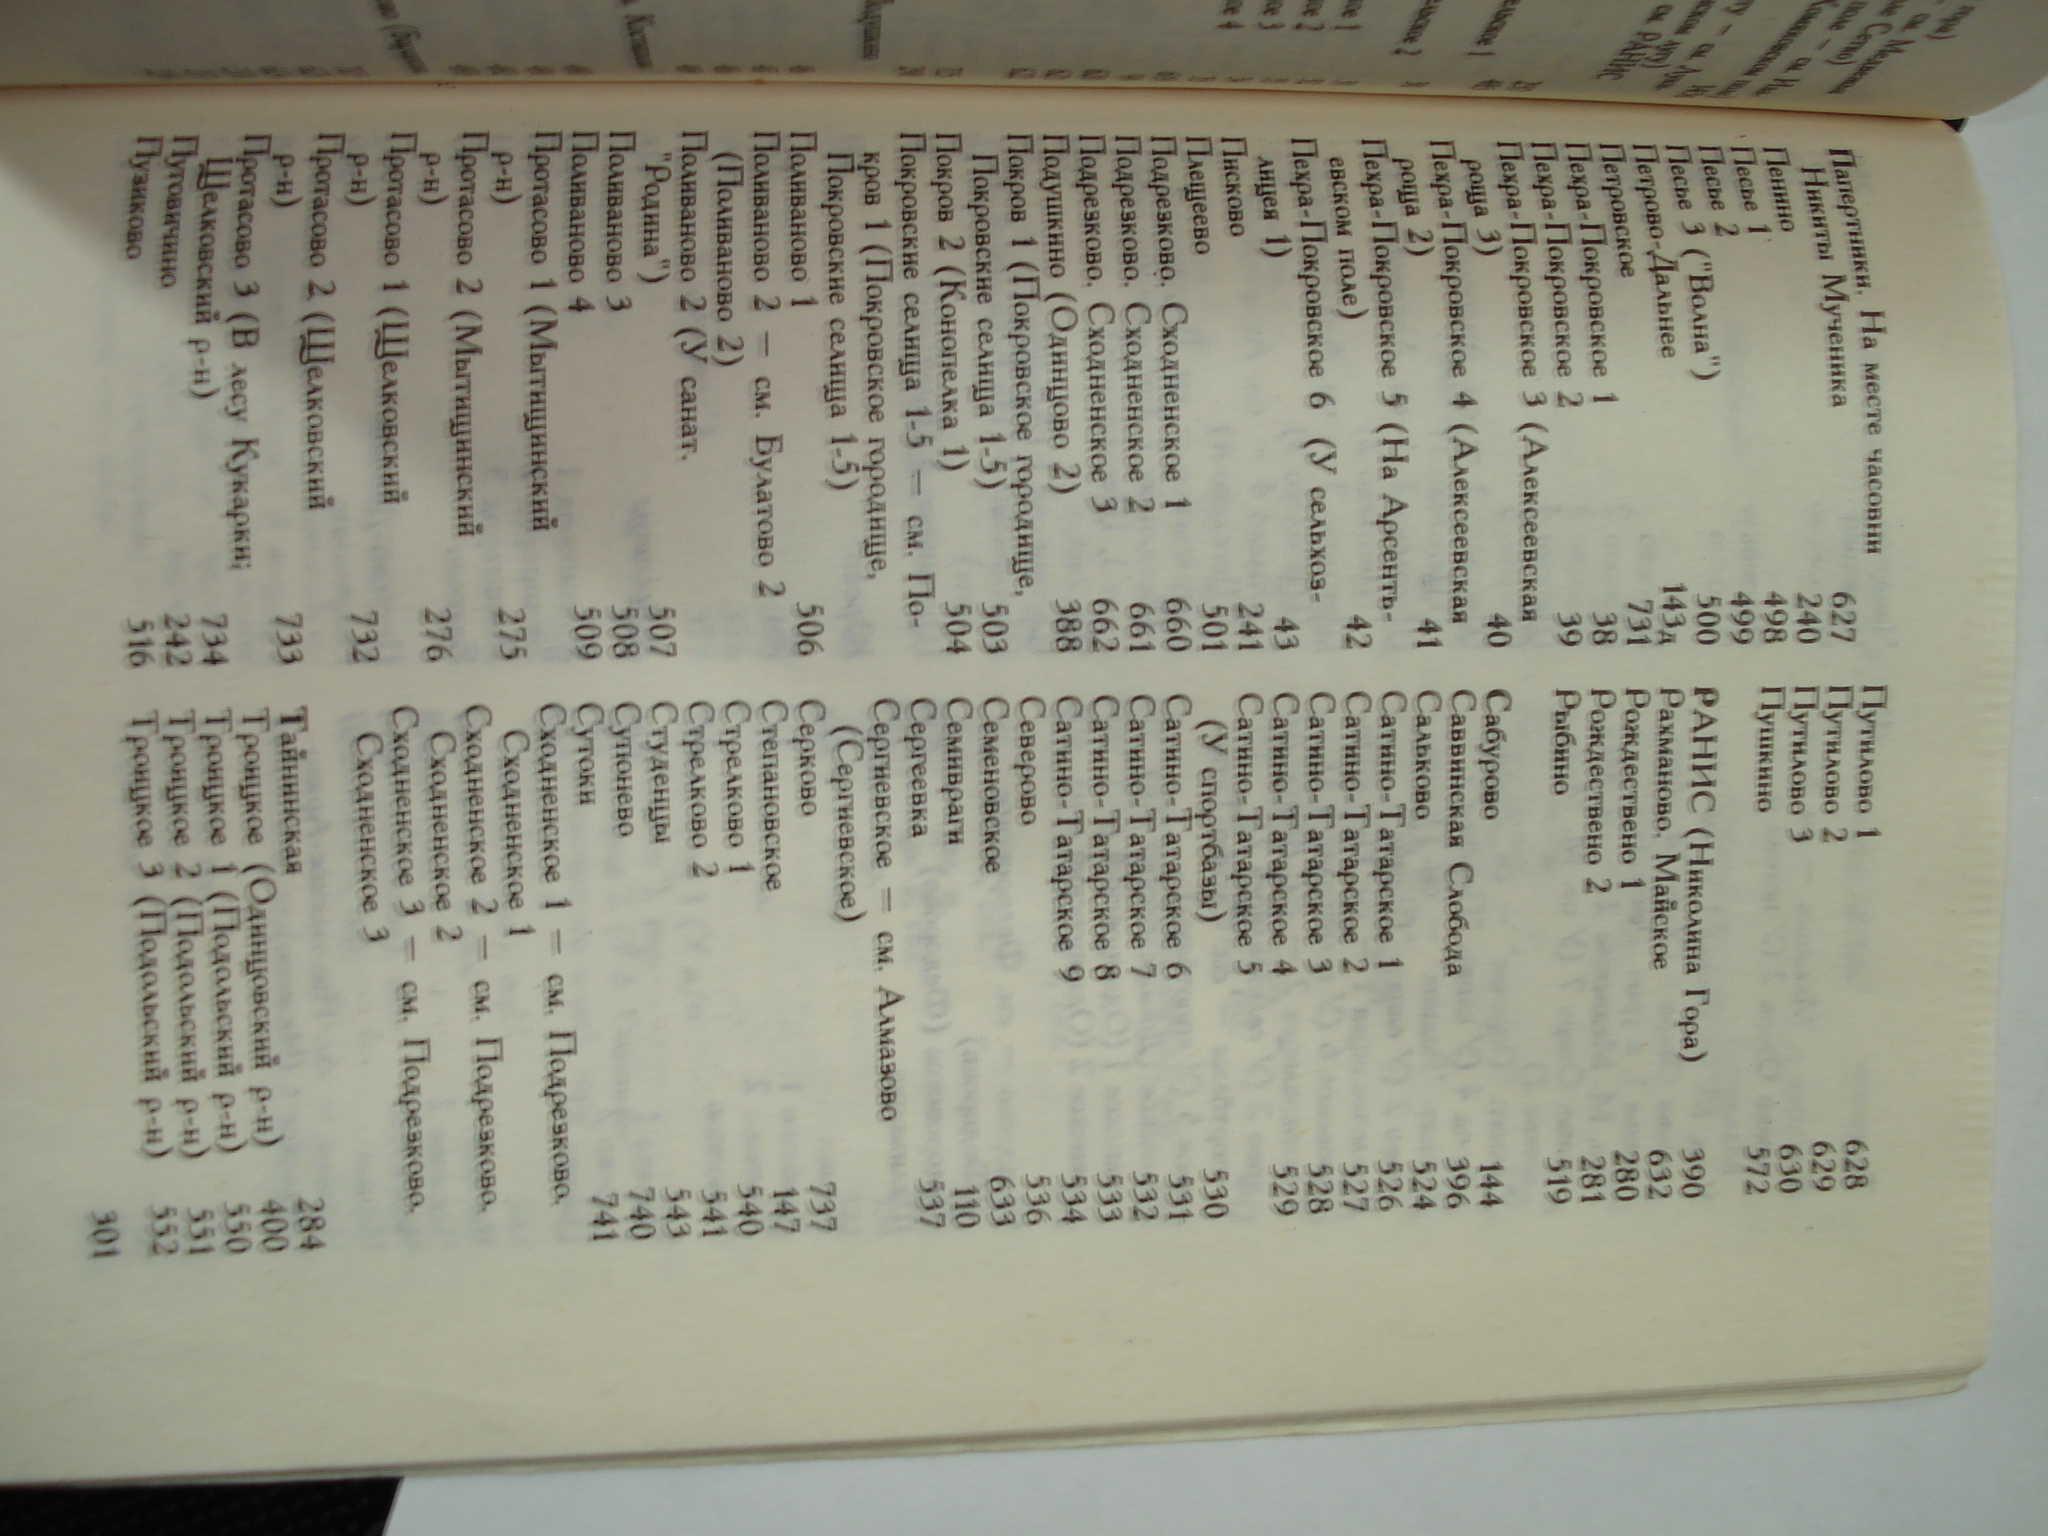 Папертники. На месте часовни
Никиты Мученика 627
Пенино 240
Песье 1 498
Песье 2 499
Песье 3 ("Волна") 500
Петрово-Дальнее 143д
Петровское 731
Пехра-Покровское 1 38
Пехра-Покровское 2 39
Пехра-Покровское 3 (Алексеевская
роща 3) 40
Пехра-Покровское 4 (Алексеевская
роща 2) 41
Пехра-Покровское 5 (На Арсенть-
евском поле) 42
Пехра-Покровское 6 (У сельхоз-
лицея 1) 43
Писково 241
Плещеево 501
Подрезково. Сходненское 1 660
Подрезково. Сходненское 2 661
Подрезково. Сходненское 3 662
Подушкино (Одинцово 2) 388
Покров 1 (Покровское городище,
Покровские селища 1-5) 503
Покров 2 (Конопелка 1) 504
Покровские селища 1-5 = см. По-
кров 1 (Покровское городище,
Покровские селища 1-5)
Поливаново 1 506
Поливаново 2 = см. Булатово 2
(Поливаново 2)
Поливаново 2 (У санат.
"Родина") 507
Поливаново 3 508
Поливаново 4 509
Протасово 1 (Мытищинский
р-н) 275
Протасово 2 (Мытищинский
р-н) 276
Протасово 1 (Щелковский
р-н) 732
Протасово 2 (Щелковский
р-н) 733
Протасово 3 (В лесу Кукарки;
Щелковский р-н) 734
Путовичино 242
Пузиково 516
Путилово 1 628
Путилово 2 629
Путилово 3 630
Пушкино 572
РАНИС (Николина Гора) 390
Рахманово. Майское 632
Рождествено 1 280
Рождествено 2 281
Рыбино 519
Сабурово 144
Саввинская Слобода 396
Сальково 524
Сатино-Татарское 1 526
Сатино-Татарское 2 527
Сатино-Татарское 3 528
Сатино-Татарское 4 529
Сатино-Татарское 5
(У спортбазы) 530
Сатино-Татарское 6 531
Сатино-Татарское 7 532
Сатино-Татарское 8 533
Сатино-Татарское 9 534
Северово 536
Семеновское 633
Семивраги 110
Сергеевка 537
Сергиевское = см. Алмазово
(Сергиевское)
Серково 737
Степановское 147
Стрелково 1 540
Стрелково 2 541
Студенцы 543
Супонево 740
Сутоки 741
Сходненское 1 = см. Подрезково.
Сходненское 1
Сходненское 2 = см. Подрезково.
Сходненское 2
Сходненское 3 = см. Подрезково.
Сходненское 3
Тайнинская 284
Троицкое (Одинцовский р-н) 400
Троицкое 1 (Подольский р-н) 550
Троицкое 2 (Подольский р-н) 551
Троицкое 3 (Подольский р-н) 552
301